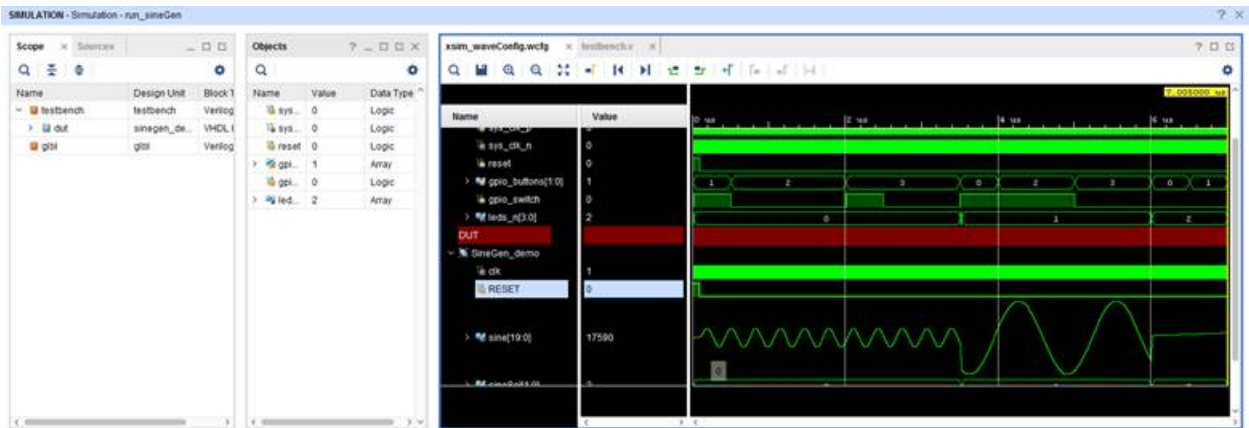 SIMULATION - Simulation - run_sineGen
Scope
Sources
Name Design Unit Block T
testbench testbench Verilog
dut sinegen_de... VHDL
glbl glbl Verilog
Objects
Name Value Data Type
sys... 0 Logic
sys... 0 Logic
reset 0 Logic
gpi... 1 Array
gpi... 0 Logic
led... 2 Array
xsim_waveConfig.wcfg
testbench.v
7.005000 us
Name Value
0 us 2 us 4 us 6 us
sys_clk_p 0
sys_clk_n 0
reset 0
gpio_buttons[1:0] 1 1 2 3 0 2 3 0 1
gpio_switch 0
leds_n[3:0] 2 0 1 2
DUT
SineGen_demo
clk 1
RESET 0
sine[19:0] 17590
0